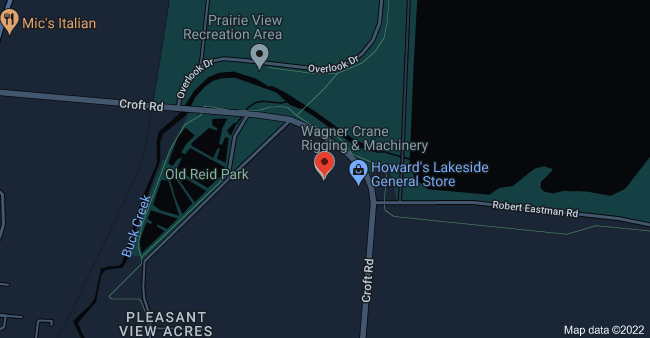 Mic's Italian
Prairie View
Recreation Area
Overlook Dr
Overlook Dr
Croft Rd
Wagner Crane
Rigging & Machinery
Howard's Lakeside
General Store
Old Reid Park
Buck Creek
Robert Eastman Rd
Croft Rd
PLEASANT
VIEW ACRES
Map data ©2022